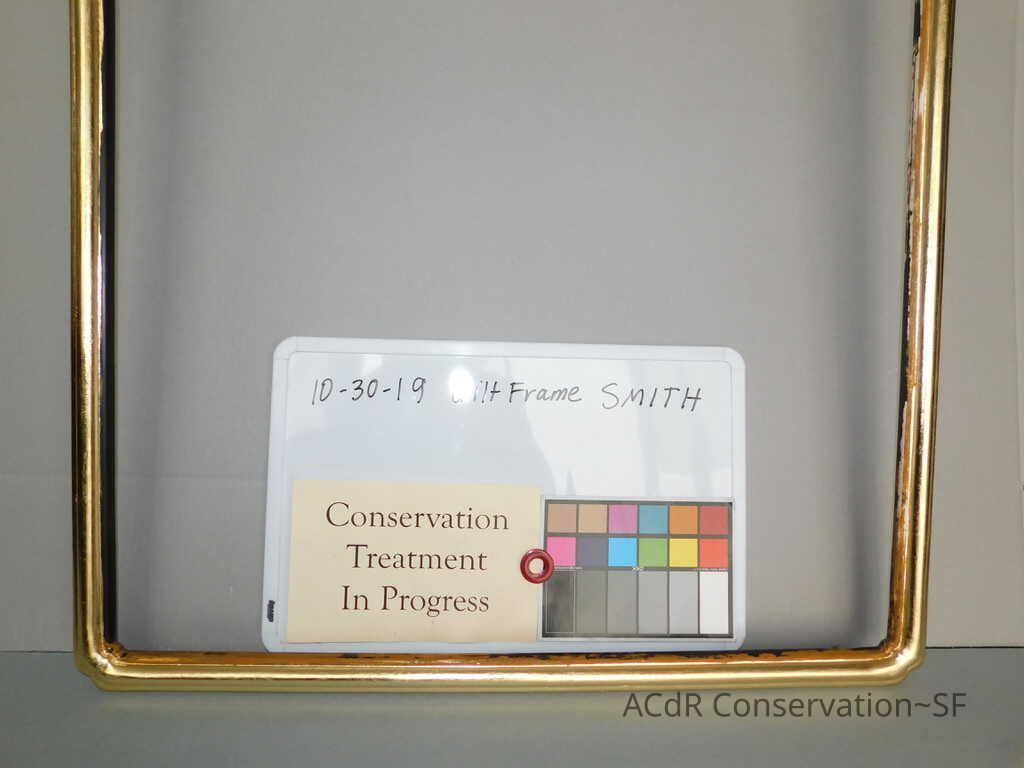 10-30-19 Gilt Frame SMITH
Conservation
Treatment
In Progress
ACdR Conservation~SF